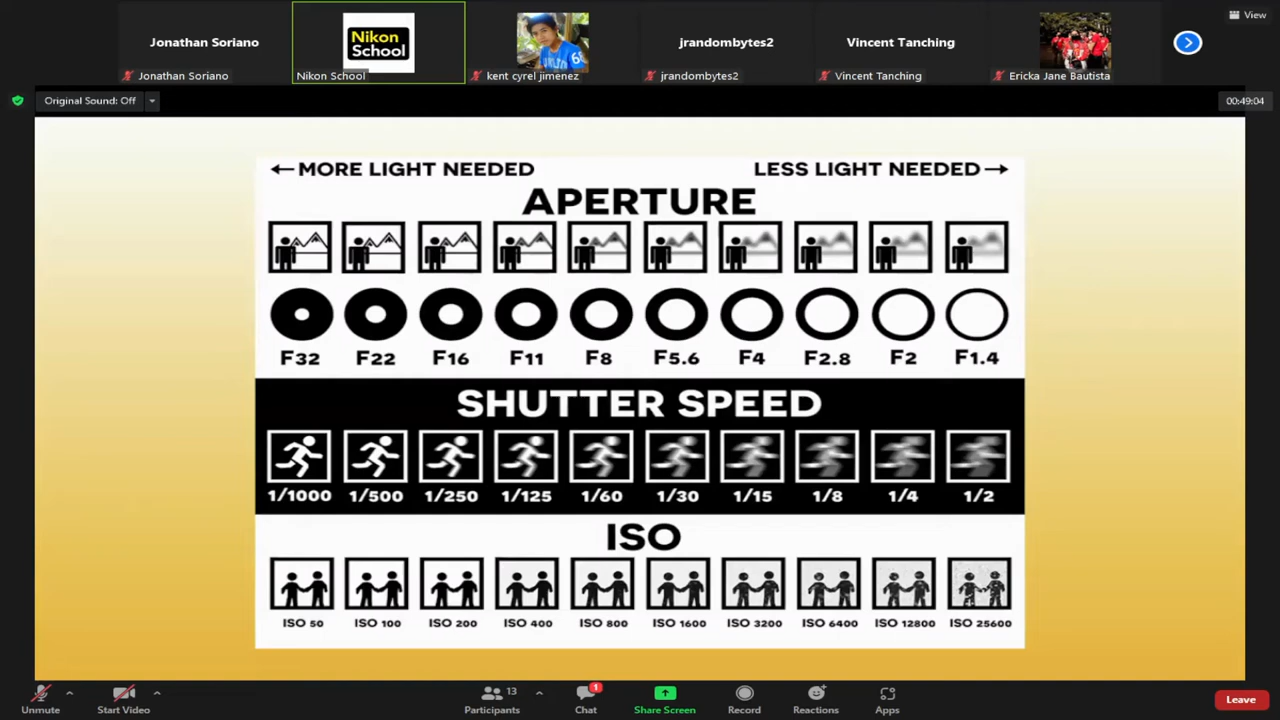 View
Jonathan Soriano
Nikon
School
jrandombytes2
Vincent Tanching
Jonathan Soriano
Nikon School
kent cyrel jimenez
jrandombytes2
Vincent Tanching
Ericka Jane Bautista
Original Sound: Off
00:49:04
←MORE LIGHT NEEDED
LESS LIGHT NEEDED→
APERTURE
F32 F22 F16 F11 F8 F5.6 F4 F2.8 F2 F1.4
SHUTTER SPEED
1/1000 1/500 1/250 1/125 1/60 1/30 1/15 1/8 1/4 1/2
ISO
ISO 50 ISO 100 ISO 200 ISO 400 ISO 800 ISO 1600 ISO 3200 ISO 6400 ISO 12800 ISO 25600
13
1
Unmute
Start Video
Participants
Chat
Share Screen
Record
Reactions
Apps
Leave